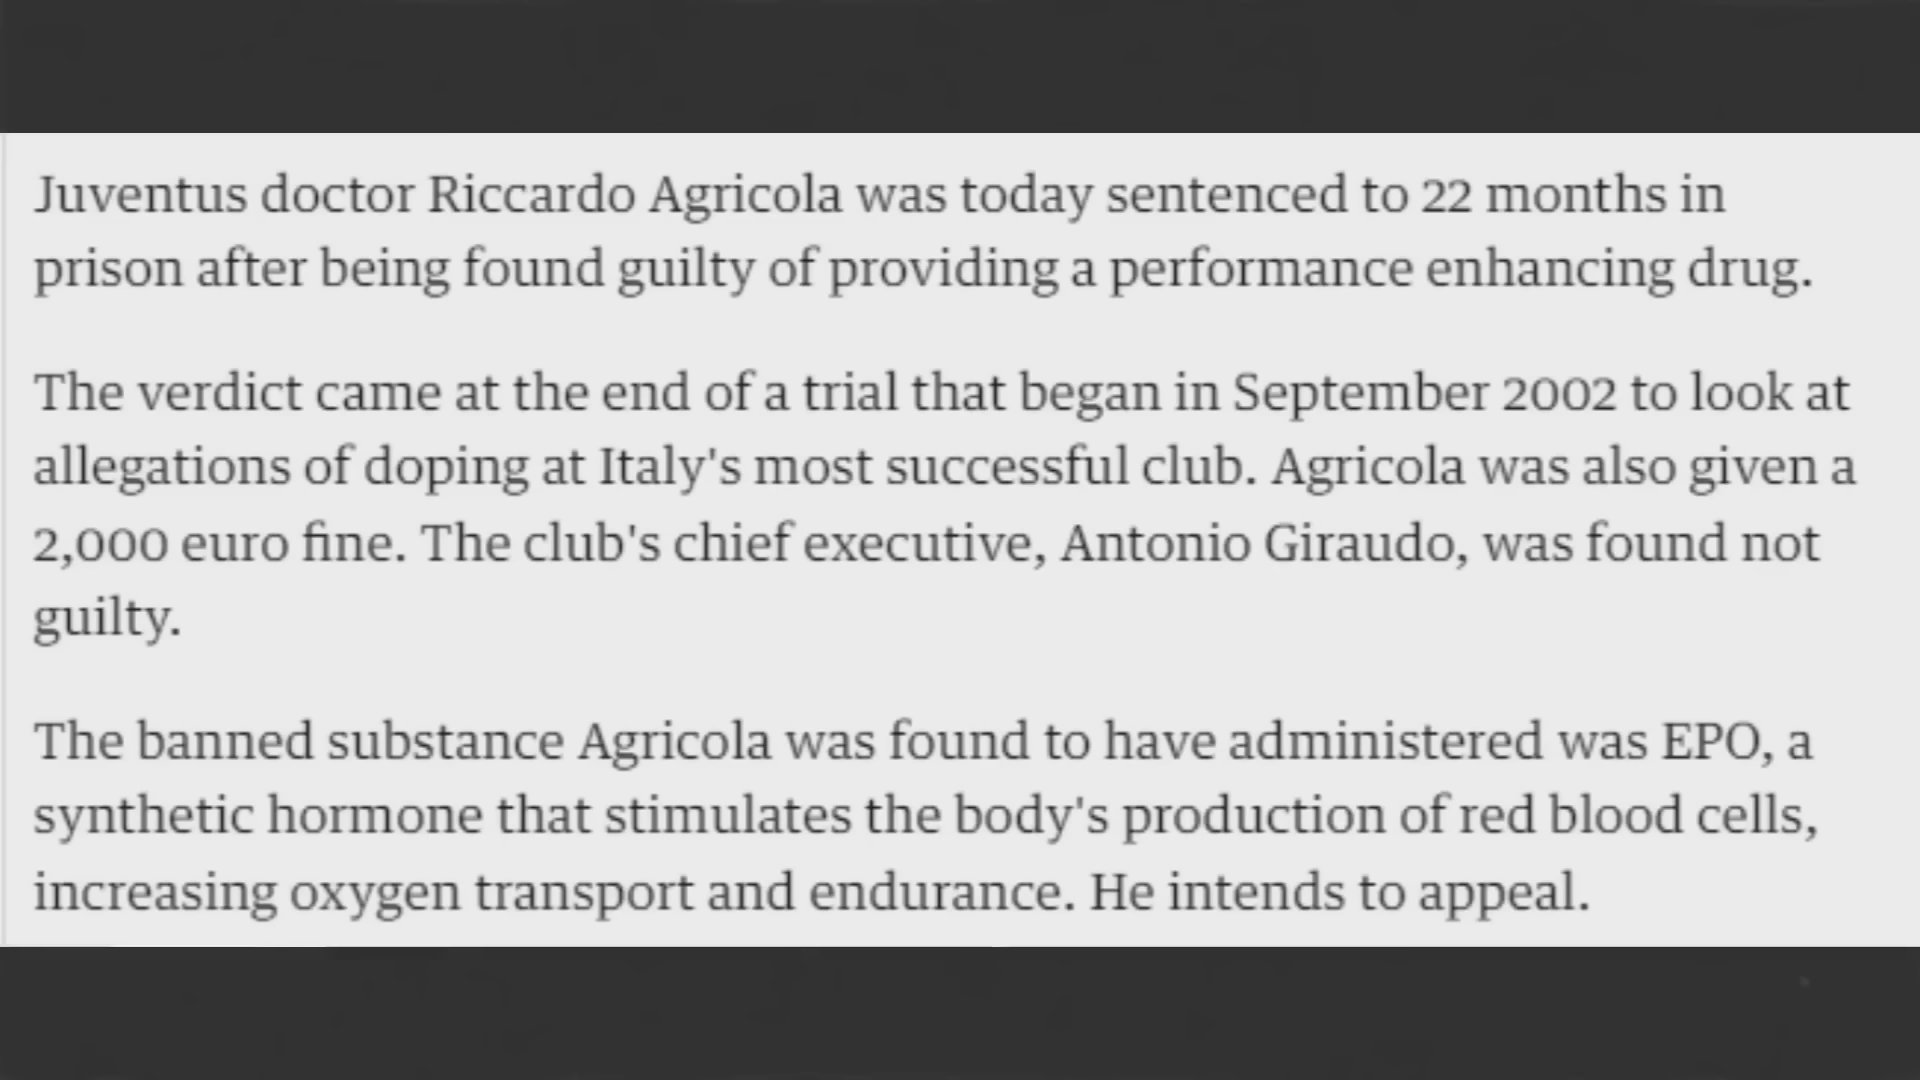 Juventus doctor Riccardo Agricola was today sentenced to 22 months in
prison after being found guilty of providing a performance enhancing drug.
The verdict came at the end of a trial that began in September 2002 to look at
allegations of doping at Italy's most successful club. Agricola was also given a
2,000 euro fine. The club's chief executive, Antonio Giraudo, was found not
guilty.
The banned substance Agricola was found to have administered was EPO, a
synthetic hormone that stimulates the body's production of red blood cells,
increasing oxygen transport and endurance. He intends to appeal.